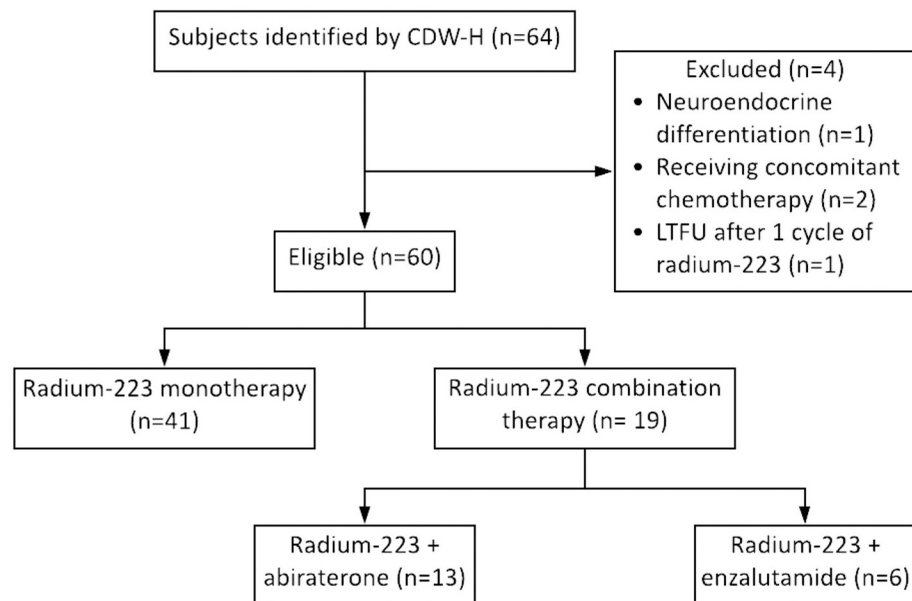 Subjects identified by CDW-H (n=64)
Excluded (n=4)
• Neuroendocrine
differentiation (n=1)
• Receiving concomitant
chemotherapy (n=2)
• LTFU after 1 cycle of
radium-223 (n=1)
Eligible (n=60)
Radium-223 monotherapy
(n=41)
Radium-223 combination
therapy (n= 19)
Radium-223 +
abiraterone (n=13)
Radium-223 +
enzalutamide (n=6)